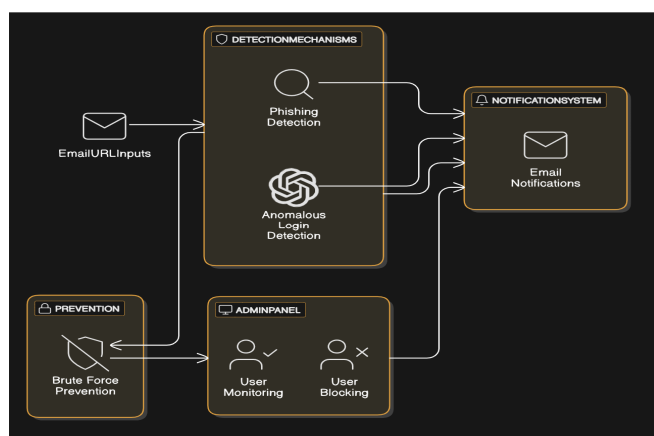 DETECTIONMECHANISMS
Phishing
Detection
NOTIFICATIONSYSTEM
EmailURLInputs
Email
Notifications
Anomalous
Login
Detection
PREVENTION
ADMINPANEL
Brute Force
Prevention
User
Monitoring
User
Blocking